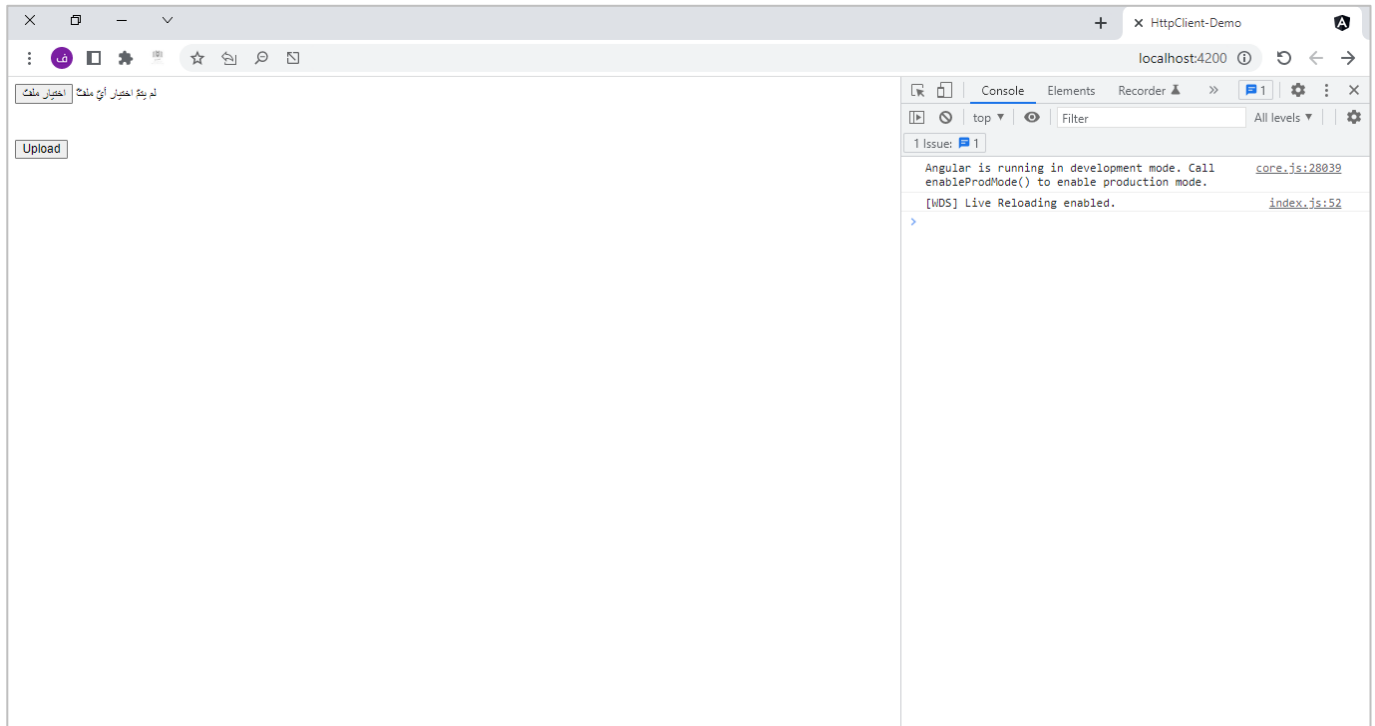 HttpClient-Demo
ف
localhost:4200
اختيار ملفّ لم يتمّ اختيار أيّ ملفّ
Upload
Console Elements Recorder 1
top Filter All levels
1 Issue: 1
Angular is running in development mode. Call core.js:28039
enableProdMode() to enable production mode.
[WDS] Live Reloading enabled. index.js:52